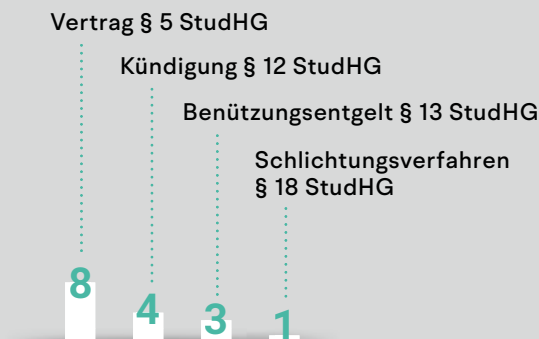 Vertrag § 5 StudHG
Kündigung § 12 StudHG
Benützungsentgelt § 13 StudHG
Schlichtungsverfahren
§ 18 StudHG
8
4
3
1